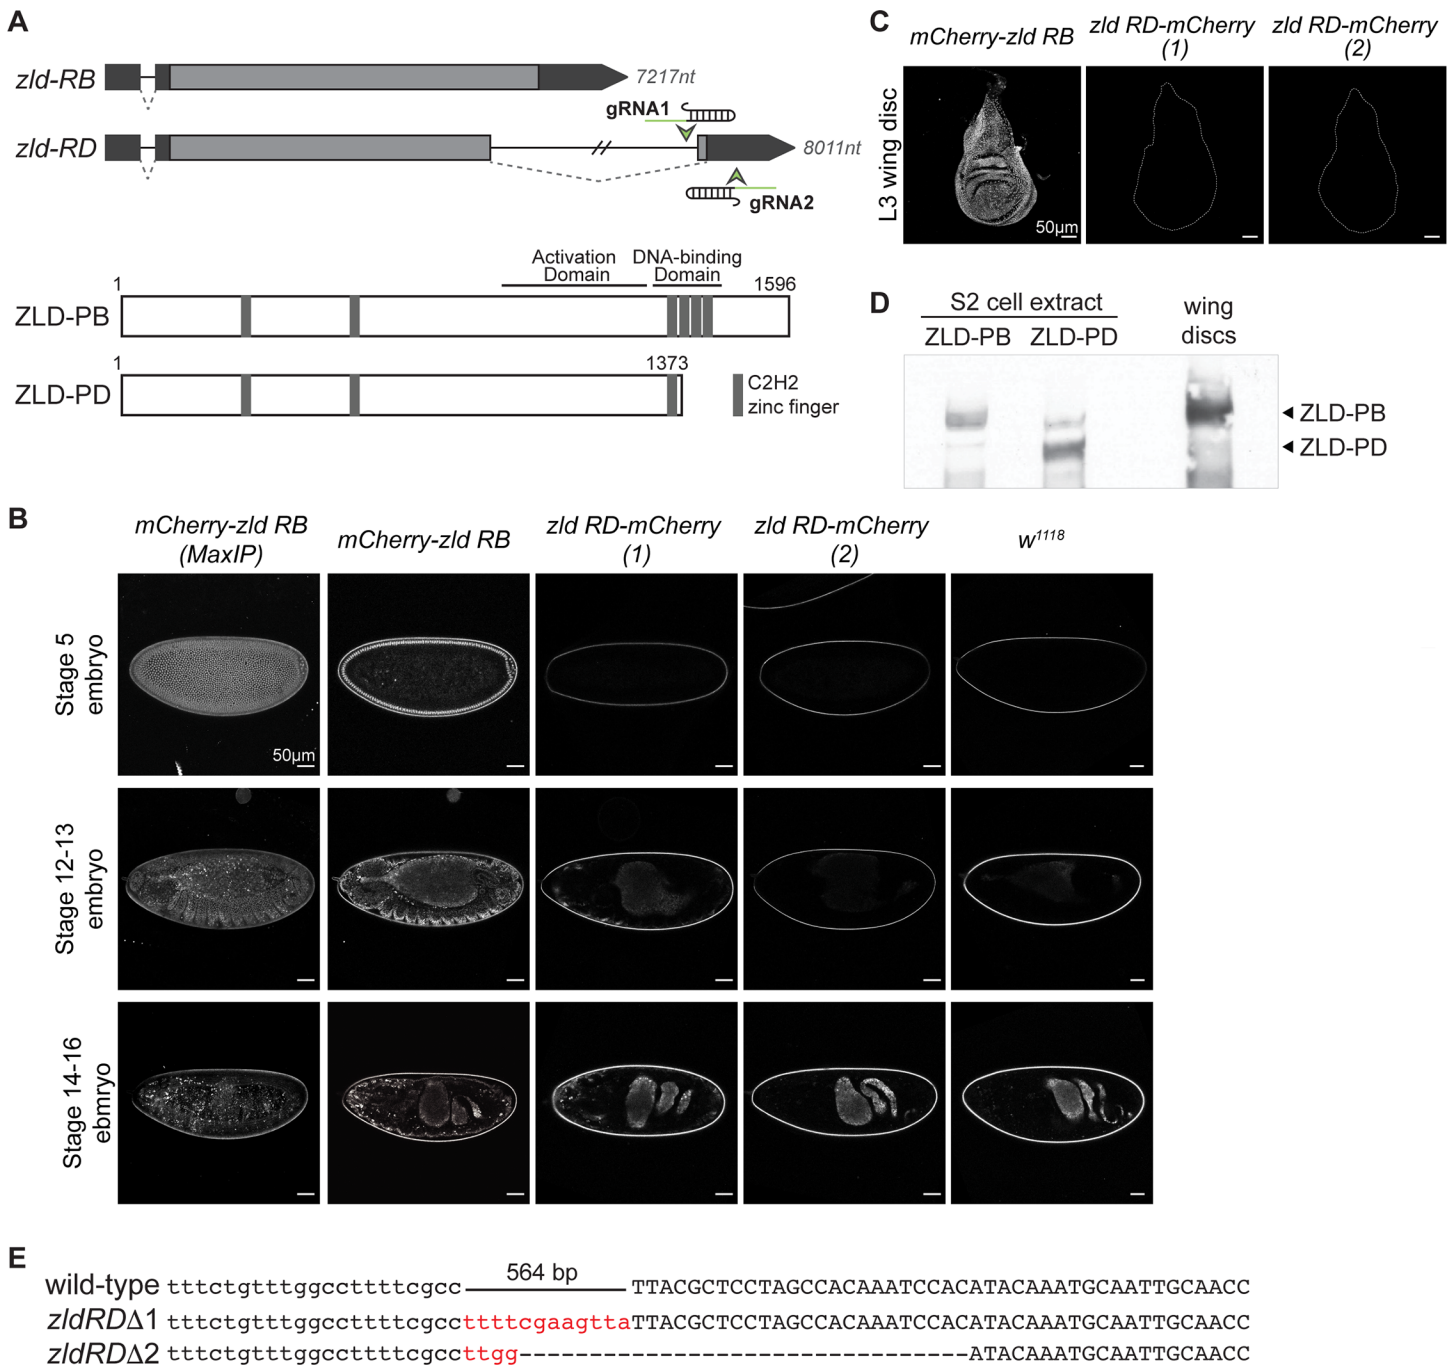 A
zld-RB
7217nt
gRNA1
zld-RD
8011nt
gRNA2
Activation Domain
DNA-binding Domain
1
1596
ZLD-PB
1
1373
ZLD-PD
C2H2 zinc finger
C
mCherry-zld RB
zld RD-mCherry (1)
zld RD-mCherry (2)
L3 wing disc
50µm
D
S2 cell extract
wing discs
ZLD-PB
ZLD-PD
ZLD-PB
ZLD-PD
B
mCherry-zld RB (MaxIP)
mCherry-zld RB
zld RD-mCherry (1)
zld RD-mCherry (2)
w1118
Stage 5 embryo
50µm
Stage 12-13 embryo
Stage 14-16 ebmryo
E
564 bp
wild-type tttctgtttggccttttcgcc TTACGCTCCTAGCCACAAATCCACATACAAATGCAATTGCAACC
zldRDΔ1 tttctgtttggccttttcgccttttcgaagttaTTACGCTCCTAGCCACAAATCCACATACAAATGCAATTGCAACC
zldRDΔ2 tttctgtttggccttttcgccttgg------------------------------------ATACAAATGCAATTGCAACC